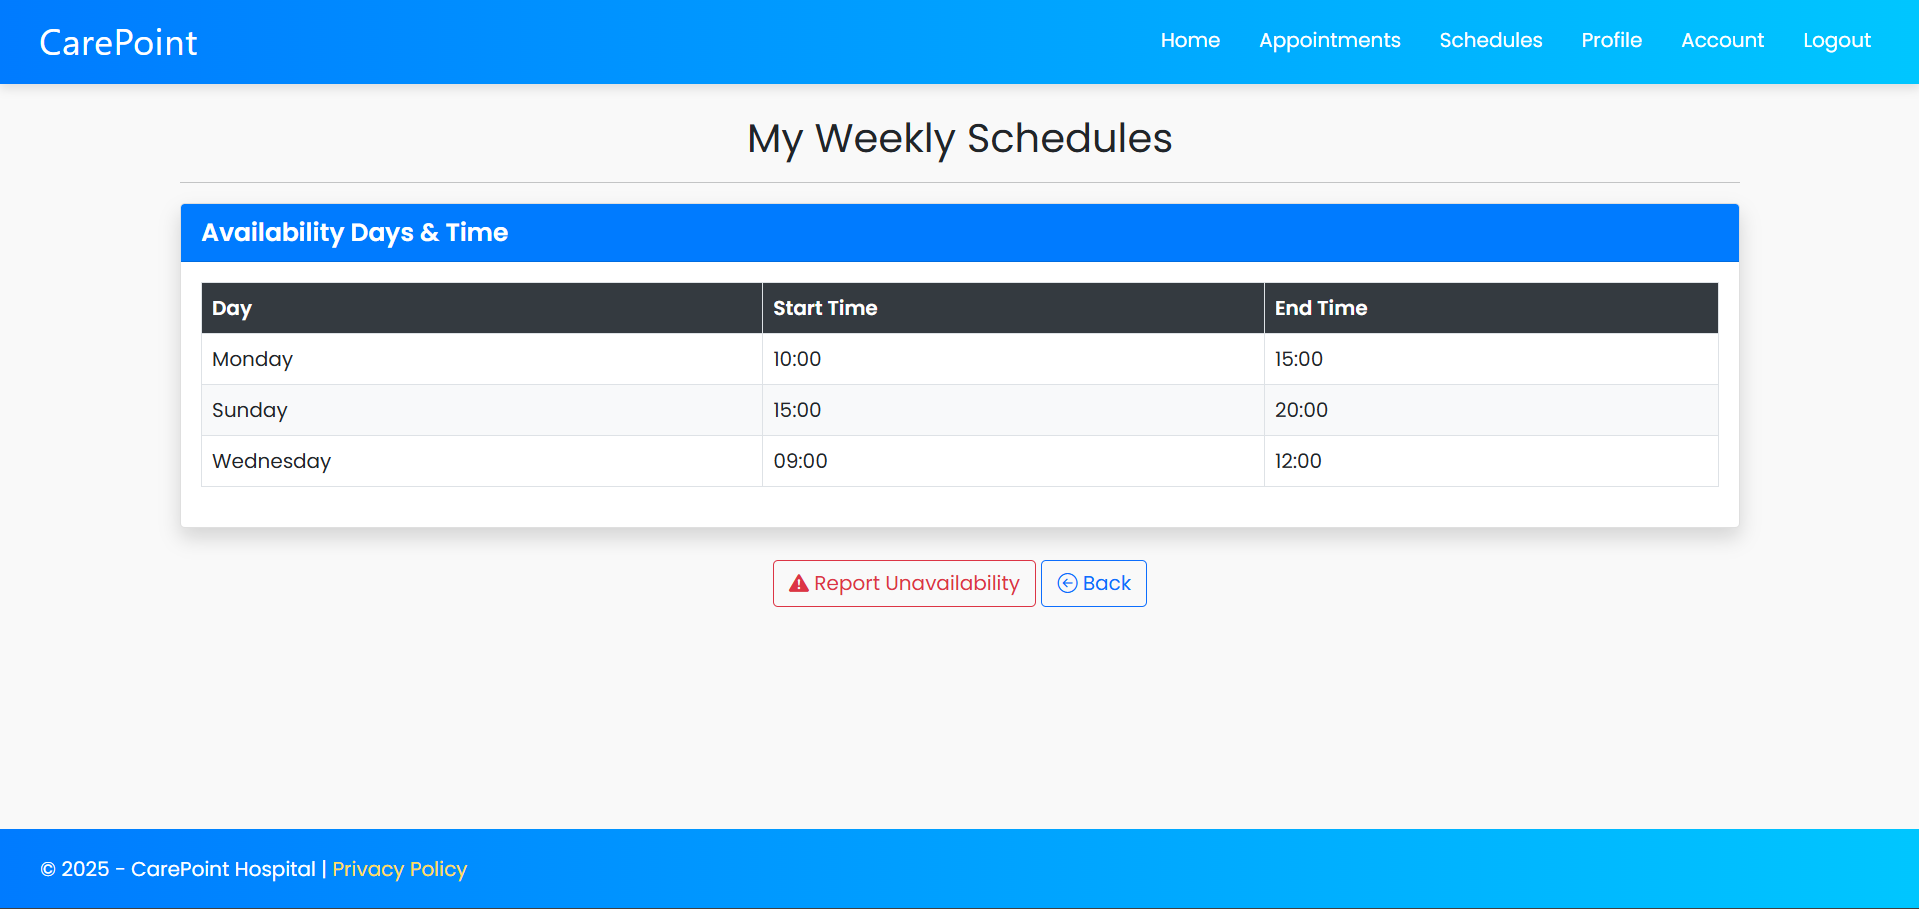 CarePoint
Home Appointments Schedules Profile Account Logout
My Weekly Schedules
Availability Days & Time
Day Start Time End Time
Monday 10:00 15:00
Sunday 15:00 20:00
Wednesday 09:00 12:00
Report Unavailability Back
© 2025 - CarePoint Hospital | Privacy Policy